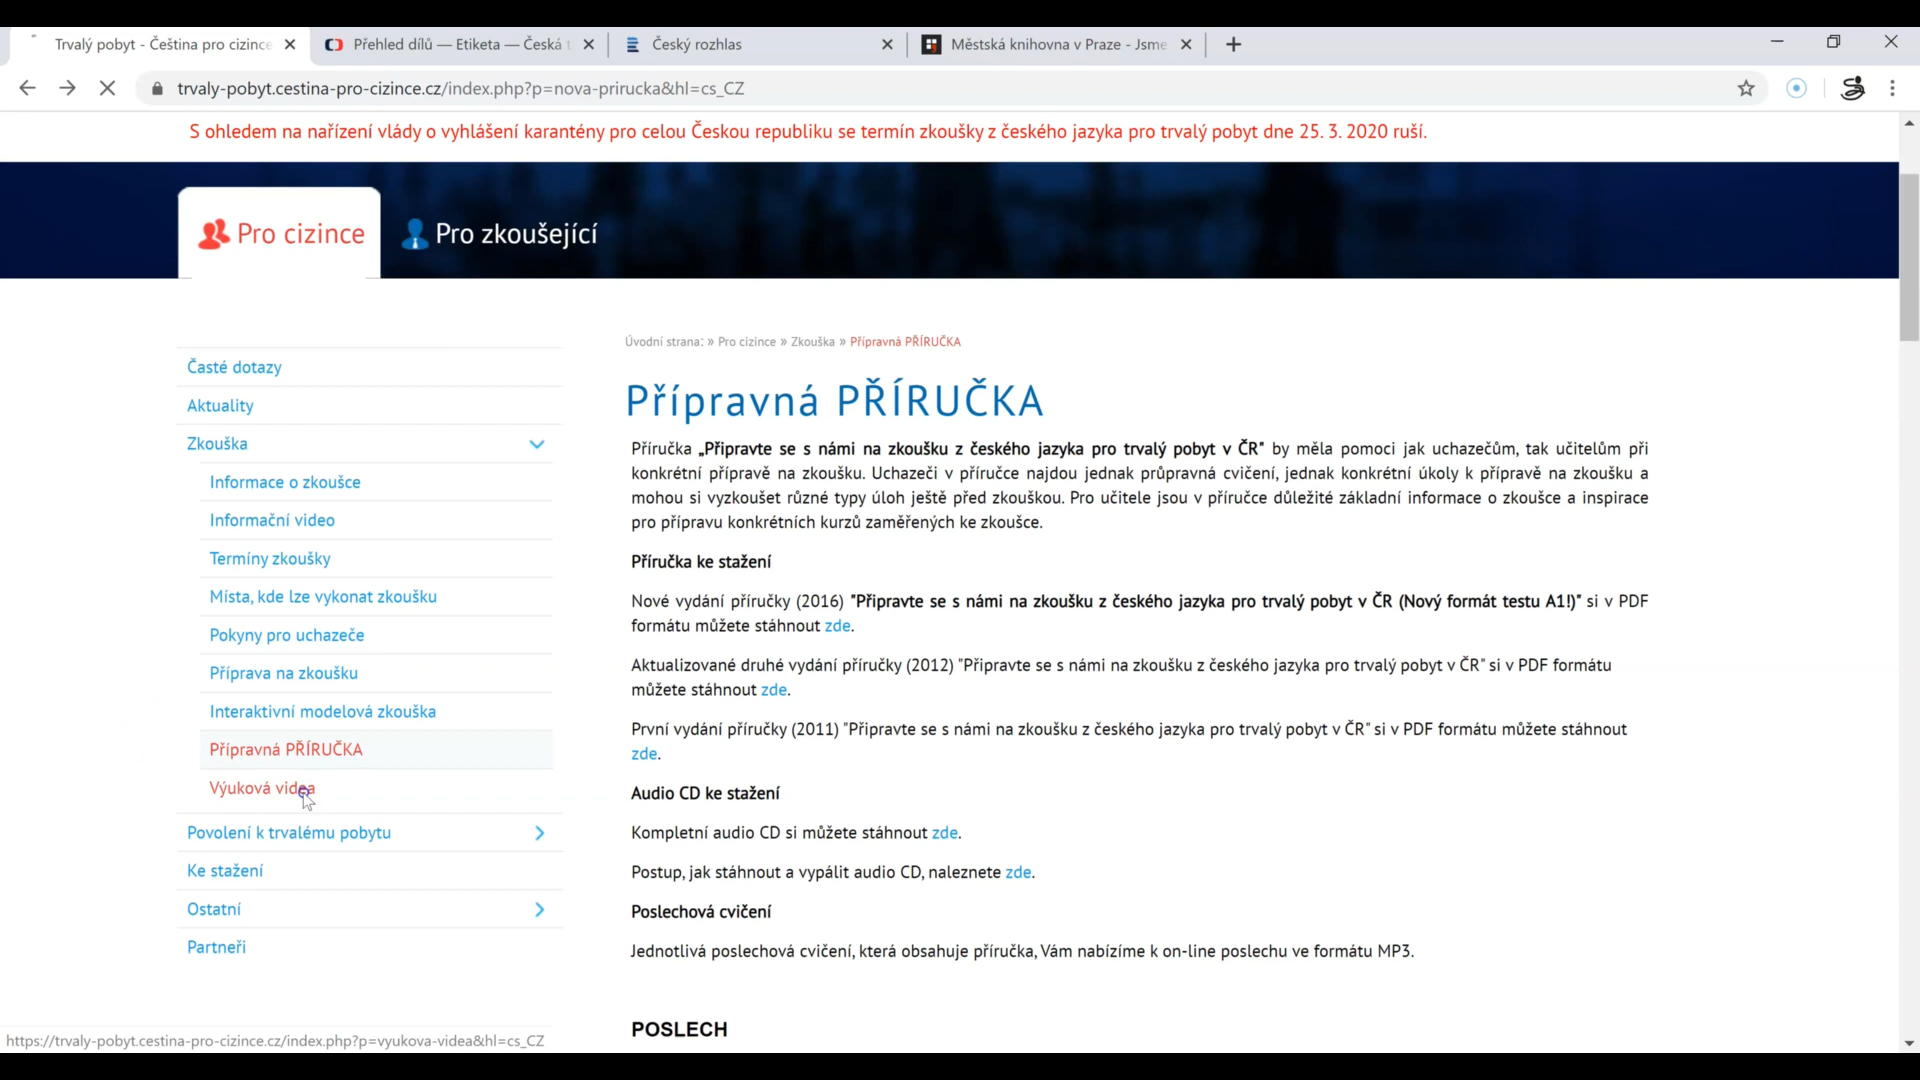 Trvalý pobyt - Čeština pro cizince
Přehled dílů — Etiketa — Česká t
Český rozhlas
Městská knihovna v Praze - Jsme
trvaly-pobyt.cestina-pro-cizince.cz/index.php?p=nova-prirucka&hl=cs_CZ
S ohledem na nařízení vlády o vyhlášení karantény pro celou Českou republiku se termín zkoušky z českého jazyka pro trvalý pobyt dne 25. 3. 2020 ruší.
Pro cizince
Pro zkoušející
Časté dotazy
Aktuality
Zkouška
Informace o zkoušce
Informační video
Termíny zkoušky
Místa, kde lze vykonat zkoušku
Pokyny pro uchazeče
Příprava na zkoušku
Interaktivní modelová zkouška
Přípravná PŘÍRUČKA
Výuková videa
Povolení k trvalému pobytu
Ke stažení
Ostatní
Partneři
Úvodní strana: » Pro cizince » Zkouška » Přípravná PŘÍRUČKA
Přípravná PŘÍRUČKA
Příručka „Připravte se s námi na zkoušku z českého jazyka pro trvalý pobyt v ČR" by měla pomoci jak uchazečům, tak učitelům při
konkrétní přípravě na zkoušku. Uchazeči v příručce najdou jednak průpravná cvičení, jednak konkrétní úkoly k přípravě na zkoušku a
mohou si vyzkoušet různé typy úloh ještě před zkouškou. Pro učitele jsou v příručce důležité základní informace o zkoušce a inspirace
pro přípravu konkrétních kurzů zaměřených ke zkoušce.
Příručka ke stažení
Nové vydání příručky (2016) "Připravte se s námi na zkoušku z českého jazyka pro trvalý pobyt v ČR (Nový formát testu A1!)" si v PDF
formátu můžete stáhnout zde.
Aktualizované druhé vydání příručky (2012) "Připravte se s námi na zkoušku z českého jazyka pro trvalý pobyt v ČR" si v PDF formátu
můžete stáhnout zde.
První vydání příručky (2011) "Připravte se s námi na zkoušku z českého jazyka pro trvalý pobyt v ČR" si v PDF formátu můžete stáhnout
zde.
Audio CD ke stažení
Kompletní audio CD si můžete stáhnout zde.
Postup, jak stáhnout a vypálit audio CD, naleznete zde.
Poslechová cvičení
Jednotlivá poslechová cvičení, která obsahuje příručka, Vám nabízíme k on-line poslechu ve formátu MP3.
POSLECH
https://trvaly-pobyt.cestina-pro-cizince.cz/index.php?p=vyukova-videa&hl=cs_CZ